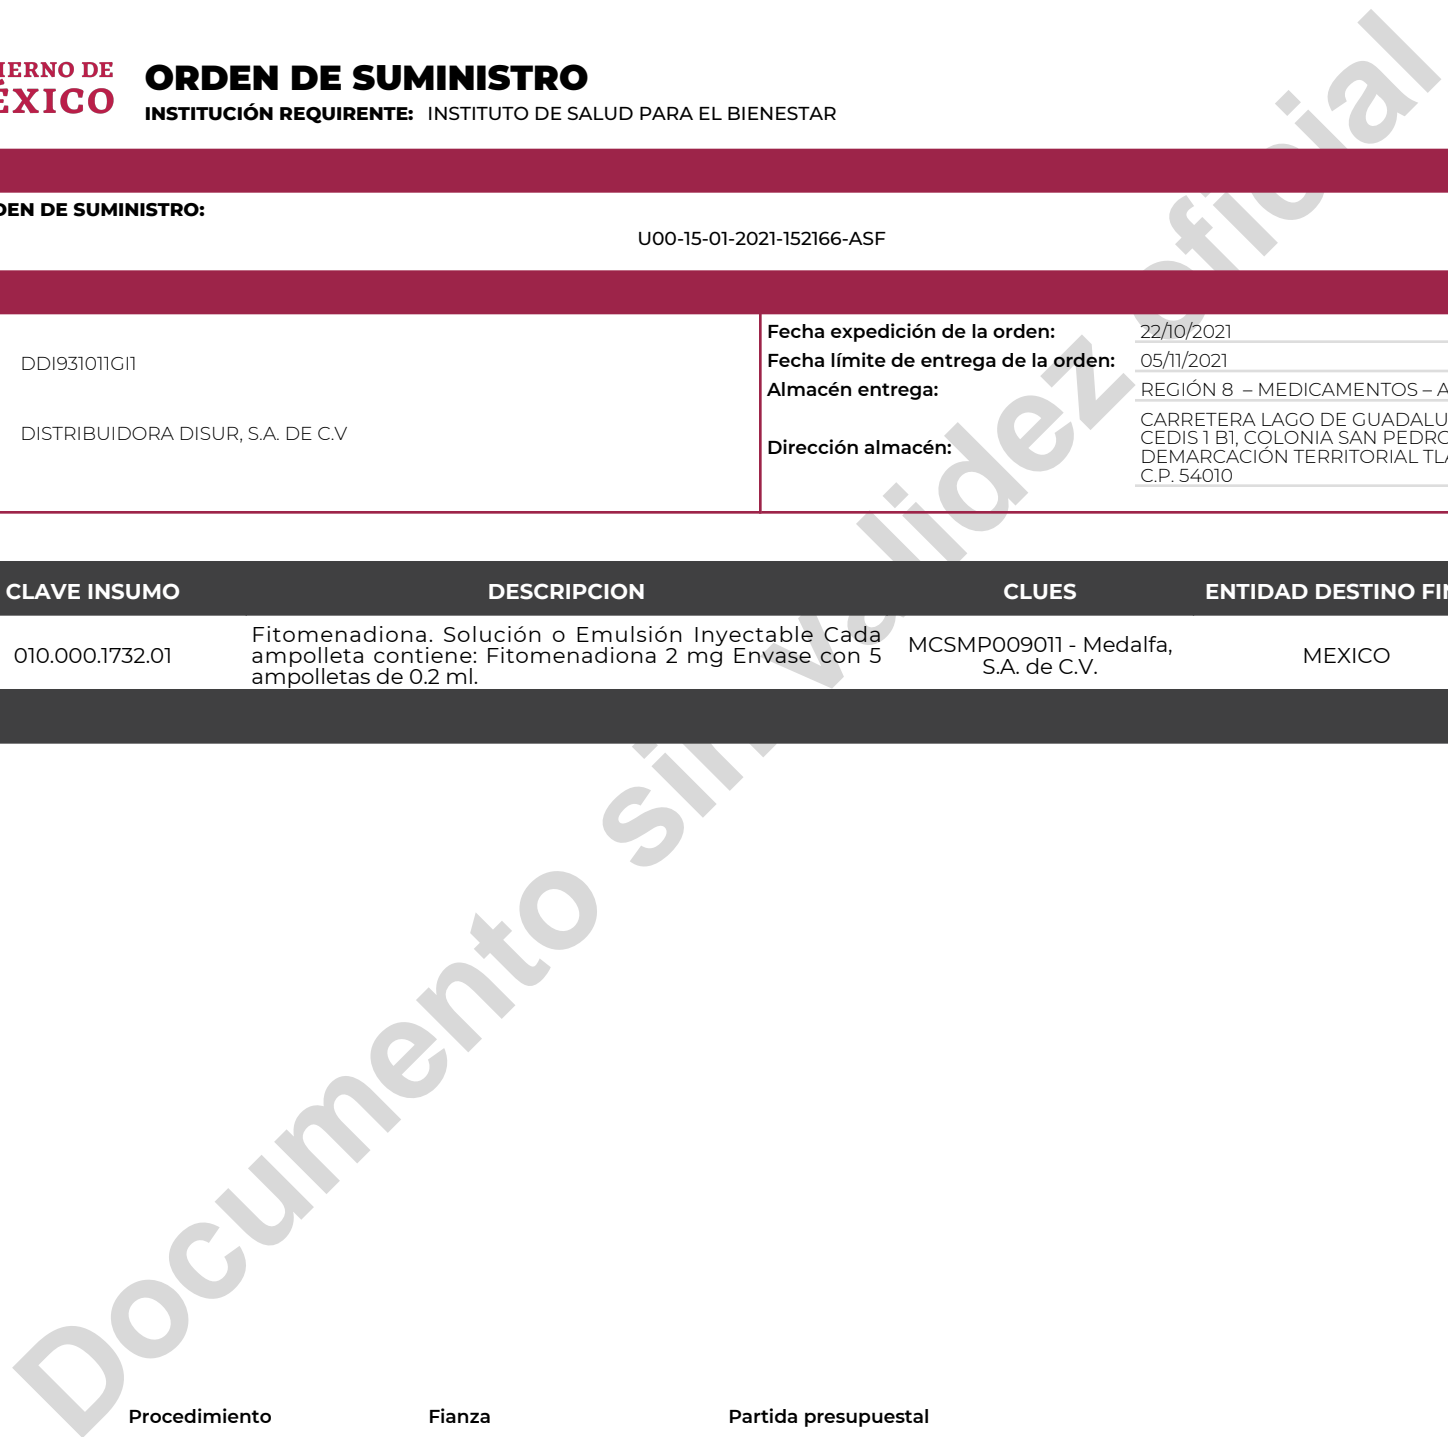 IERNO DE
ÉXICO
ORDEN DE SUMINISTRO
INSTITUCIÓN REQUIRENTE: INSTITUTO DE SALUD PARA EL BIENESTAR
DEN DE SUMINISTRO:
U00-15-01-2021-152166-ASF
DDI931011GI1
DISTRIBUIDORA DISUR, S.A. DE C.V
Fecha expedición de la orden: 22/10/2021
Fecha límite de entrega de la orden: 05/11/2021
Almacén entrega: REGIÓN 8 – MEDICAMENTOS – A
Dirección almacén:
CARRETERA LAGO DE GUADALU
CEDIS 1 B1, COLONIA SAN PEDRO
DEMARCACIÓN TERRITORIAL TLA
C.P. 54010
CLAVE INSUMO DESCRIPCION CLUES ENTIDAD DESTINO FIN
010.000.1732.01
Fitomenadiona. Solución o Emulsión Inyectable Cada
ampolleta contiene: Fitomenadiona 2 mg Envase con 5
ampolletas de 0.2 ml.
MCSMP009011 - Medalfa,
S.A. de C.V.
MEXICO
Documento sin validez oficial
Procedimiento Fianza Partida presupuestal